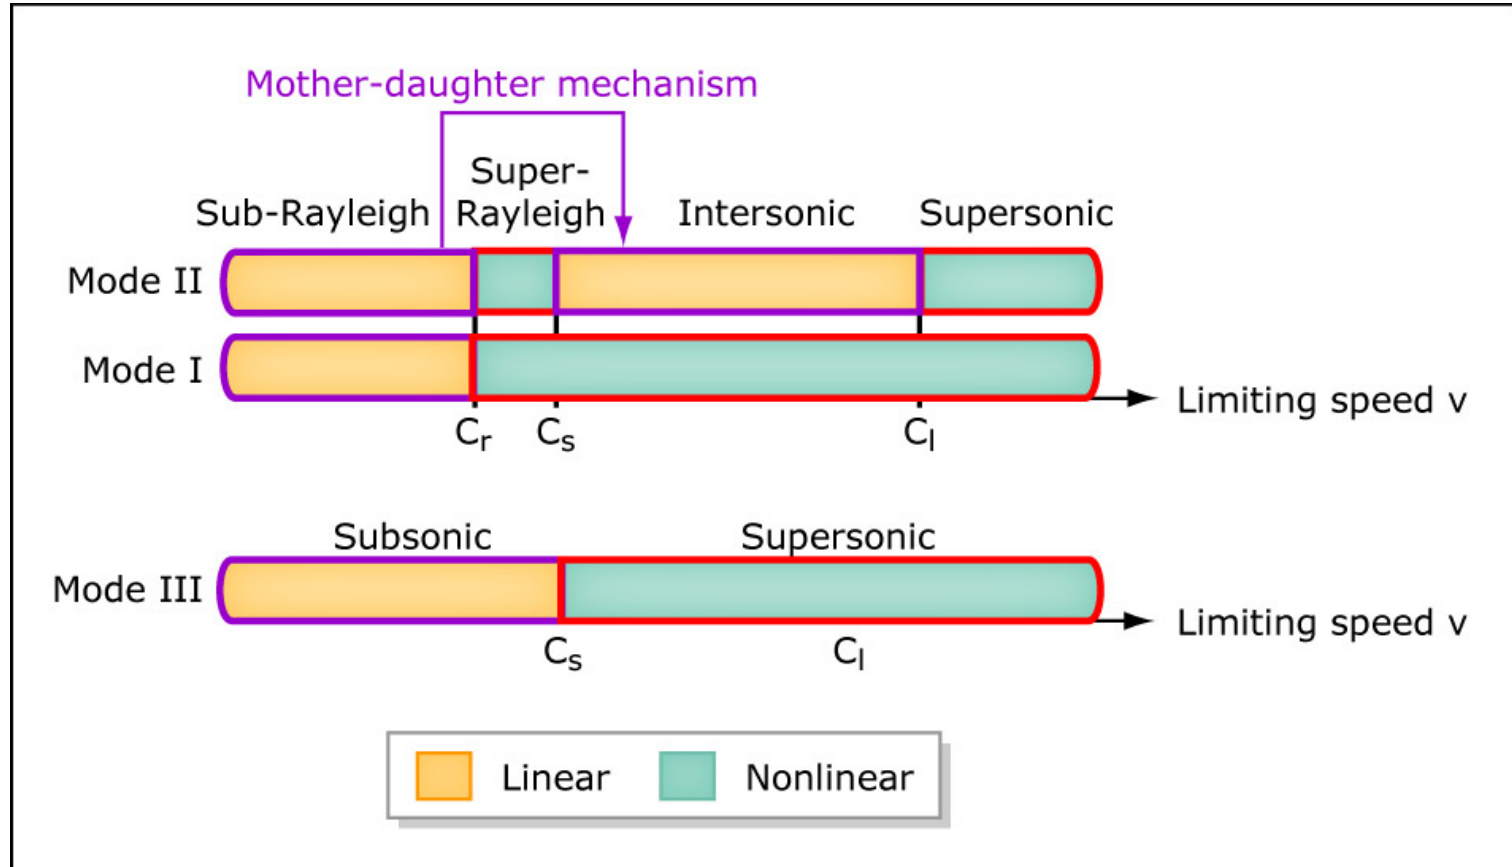 Mother-daughter mechanism
Super-
Sub-Rayleigh Rayleigh Intersonic Supersonic
Mode II
Mode I
Limiting speed v
Cr Cs Cl
Subsonic Supersonic
Mode III
Limiting speed v
Cs Cl
Linear Nonlinear